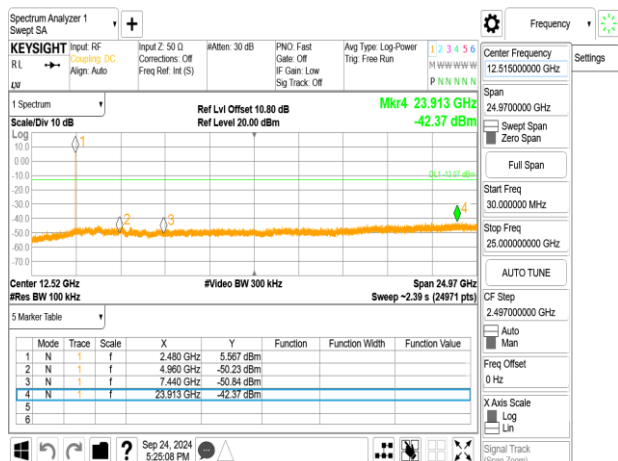 Spectrum Analyzer 1
Swept SA
+
Frequency
KEYSIGHT
RL
LXI
Input: RF
Coupling: DC
Align: Auto
Input Z: 50 Ω
Corrections: Off
Freq Ref: Int (S)
#Atten: 30 dB
PNO: Fast
Gate: Off
IF Gain: Low
Sig Track: Off
Avg Type: Log-Power
Trig: Free Run
1 2 3 4 5 6
M W W W W W
P N N N N N
1 Spectrum
Scale/Div 10 dB
Ref Lvl Offset 10.80 dB
Ref Level 20.00 dBm
Mkr4 23.913 GHz
-42.37 dBm
Log
10.0
0.00
-10.0
-20.0
-30.0
-40.0
-50.0
-60.0
-70.0
1
2
3
4
Center 12.52 GHz
#Res BW 100 kHz
#Video BW 300 kHz
Span 24.97 GHz
Sweep ~2.39 s (24971 pts)
5 Marker Table
Mode Trace Scale X Y Function Function Width Function Value
1 N 1 f 2.480 GHz 5.567 dBm
2 N 1 f 4.960 GHz -50.23 dBm
3 N 1 f 7.440 GHz -50.84 dBm
4 N 1 f 23.913 GHz -42.37 dBm
5
6
?
Sep 24, 2024
5:25:08 PM
Center Frequency
12.515000000 GHz
Settings
Span
24.9700000 GHz
Swept Span
Zero Span
Full Span
Start Freq
30.000000 MHz
Stop Freq
25.000000000 GHz
AUTO TUNE
CF Step
2.497000000 GHz
Auto
Man
Freq Offset
0 Hz
X Axis Scale
Log
Lin
Signal Track
(Span Zoom)